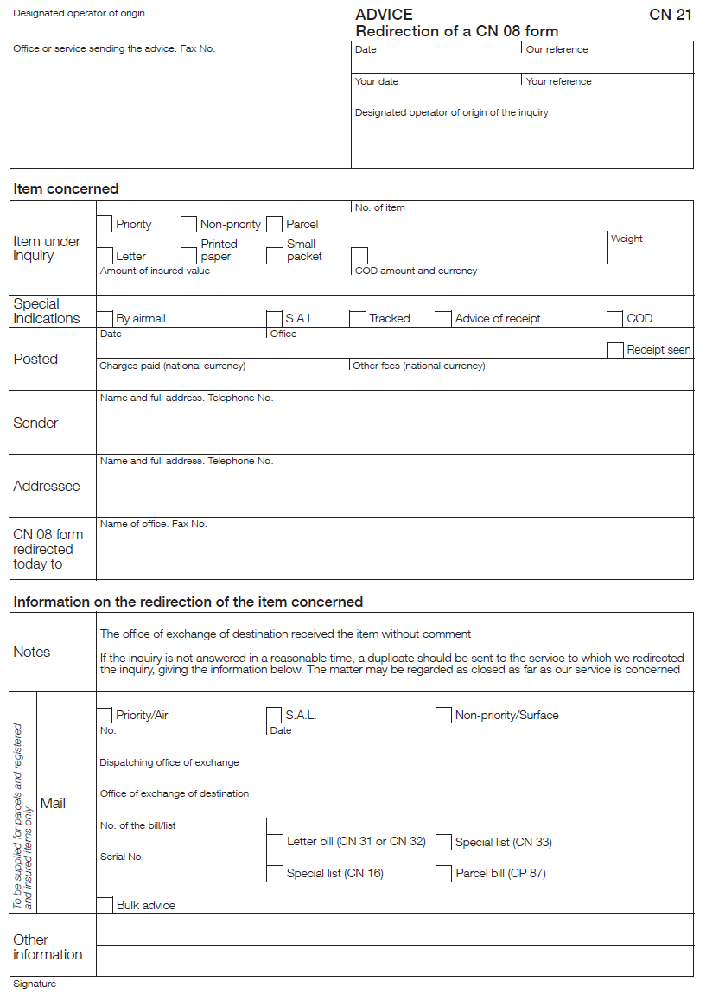 Designated operator of origin
ADVICE
CN 21
Redirection of a CN 08 form
Office or service sending the advice. Fax No.
Date
Our reference
Your date
Your reference
Designated operator of origin of the inquiry
Item concerned
Item under
inquiry
Priority
Non-priority
Parcel
No. of item
Letter
Printed
paper
Small
packet
Weight
Amount of insured value
COD amount and currency
Special
indications
By airmail
S.A.L.
Tracked
Advice of receipt
COD
Posted
Date
Office
Receipt seen
Charges paid (national currency)
Other fees (national currency)
Sender
Name and full address. Telephone No.
Addressee
Name and full address. Telephone No.
CN 08 form
redirected
today to
Name of office. Fax No.
Information on the redirection of the item concerned
Notes
The office of exchange of destination received the item without comment
If the inquiry is not answered in a reasonable time, a duplicate should be sent to the service to which we redirected
the inquiry, giving the information below. The matter may be regarded as closed as far as our service is concerned
To be supplied for parcels and registered
and insured items only
Mail
Priority/Air
S.A.L.
Non-priority/Surface
No.
Date
Dispatching office of exchange
Office of exchange of destination
No. of the bill/list
Letter bill (CN 31 or CN 32)
Special list (CN 33)
Serial No.
Special list (CN 16)
Parcel bill (CP 87)
Bulk advice
Other
information
Signature